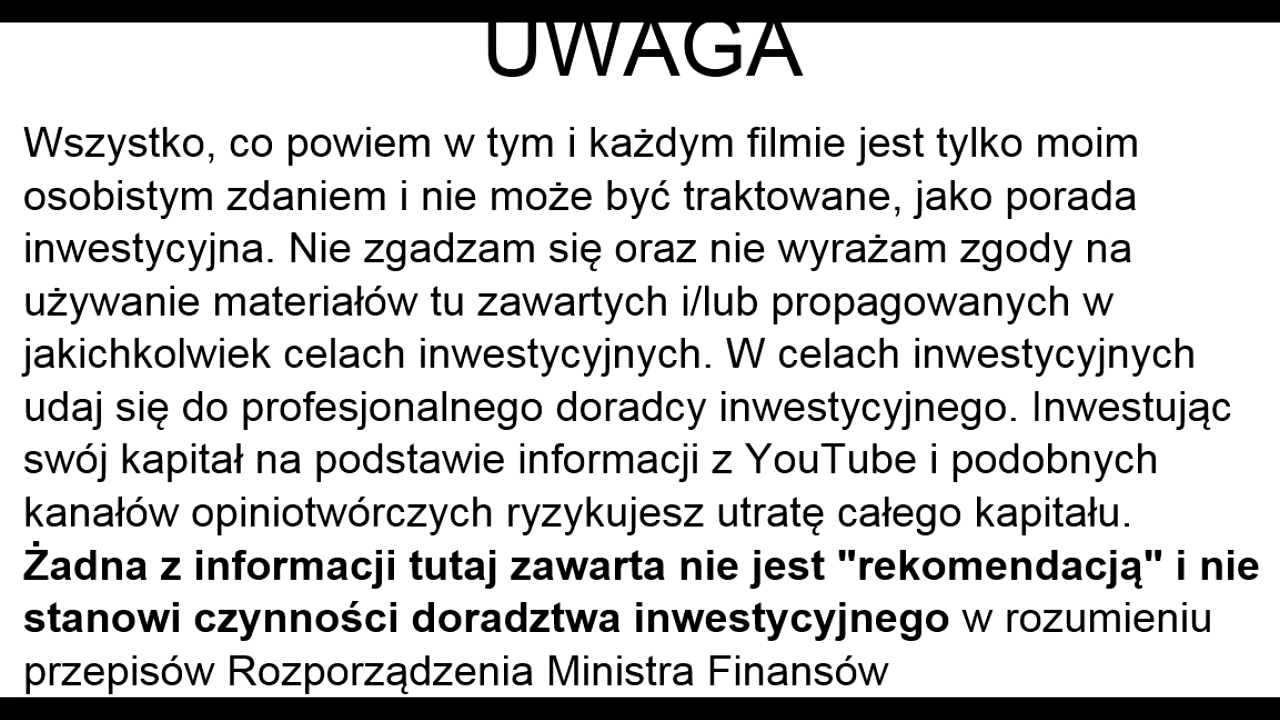 UWAGA
Wszystko, co powiem w tym i każdym filmie jest tylko moim
osobistym zdaniem i nie może być traktowane, jako porada
inwestycyjna. Nie zgadzam się oraz nie wyrażam zgody na
używanie materiałów tu zawartych i/lub propagowanych w
jakichkolwiek celach inwestycyjnych. W celach inwestycyjnych
udaj się do profesjonalnego doradcy inwestycyjnego. Inwestując
swój kapitał na podstawie informacji z YouTube i podobnych
kanałów opiniotwórczych ryzykujesz utratę całego kapitału.
Żadna z informacji tutaj zawarta nie jest "rekomendacją" i nie
stanowi czynności doradztwa inwestycyjnego w rozumieniu
przepisów Rozporządzenia Ministra Finansów